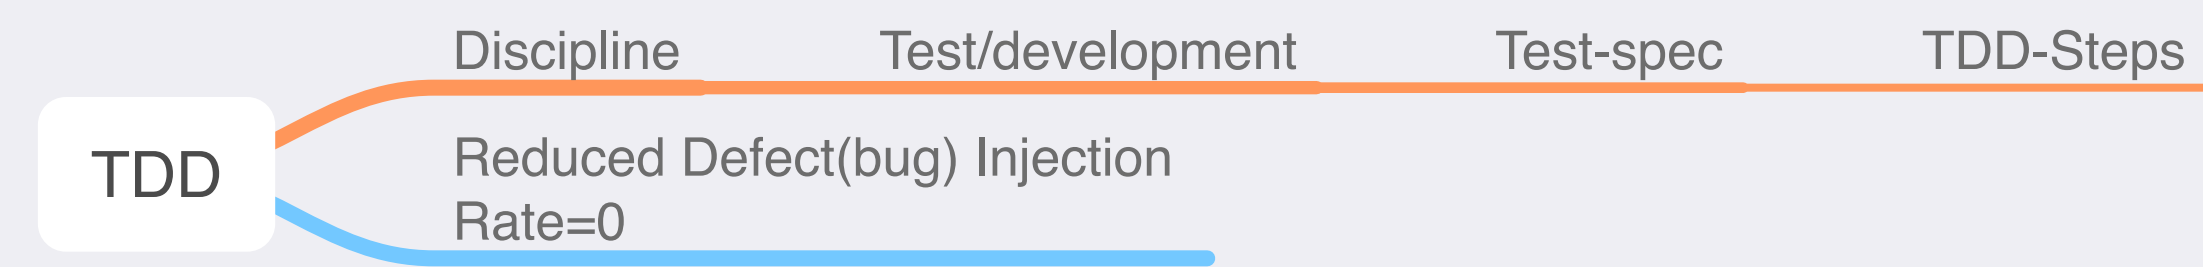 Discipline
Test/development
Test-spec
TDD-Steps
TDD
Reduced Defect(bug) Injection
Rate=0